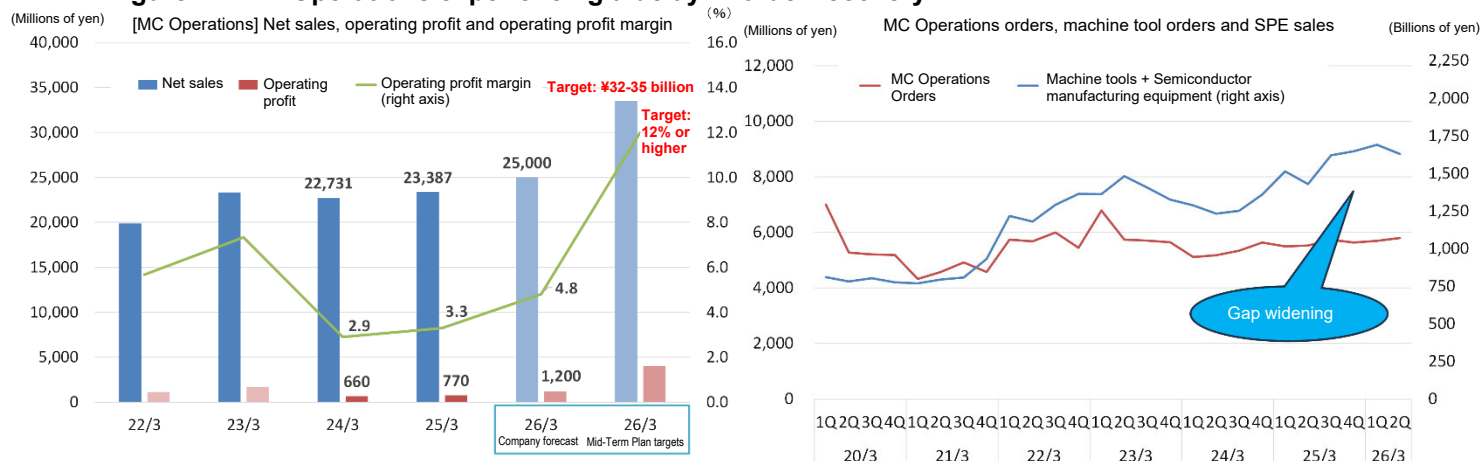 (Millions of yen)
[MC Operations] Net sales, operating profit and operating profit margin
(%)
40,000
35,000
30,000
25,000
20,000
15,000
10,000
5,000
0
16.0
14.0
12.0
10.0
8.0
6.0
4.0
2.0
0.0
Net sales
Operating
profit
Operating profit margin
(right axis)
Target: ¥32-35 billion
Target:
12% or
higher
22,731
23,387
25,000
2.9
3.3
4.8
660
770
1,200
22/3
23/3
24/3
25/3
26/3
Company forecast
26/3
Mid-Term Plan targets
(Millions of yen)
MC Operations orders, machine tool orders and SPE sales
(Billions of yen)
12,000
10,000
8,000
6,000
4,000
2,000
0
2,250
2,000
1,750
1,500
1,250
1,000
750
500
250
0
MC Operations
Orders
Machine tools + Semiconductor
manufacturing equipment (right axis)
Gap widening
1Q 2Q 3Q 4Q 1Q 2Q 3Q 4Q 1Q 2Q 3Q 4Q 1Q 2Q 3Q 4Q 1Q 2Q 3Q 4Q 1Q 2Q 3Q 4Q 1Q 2Q
20/3 21/3 22/3 23/3 24/3 25/3 26/3